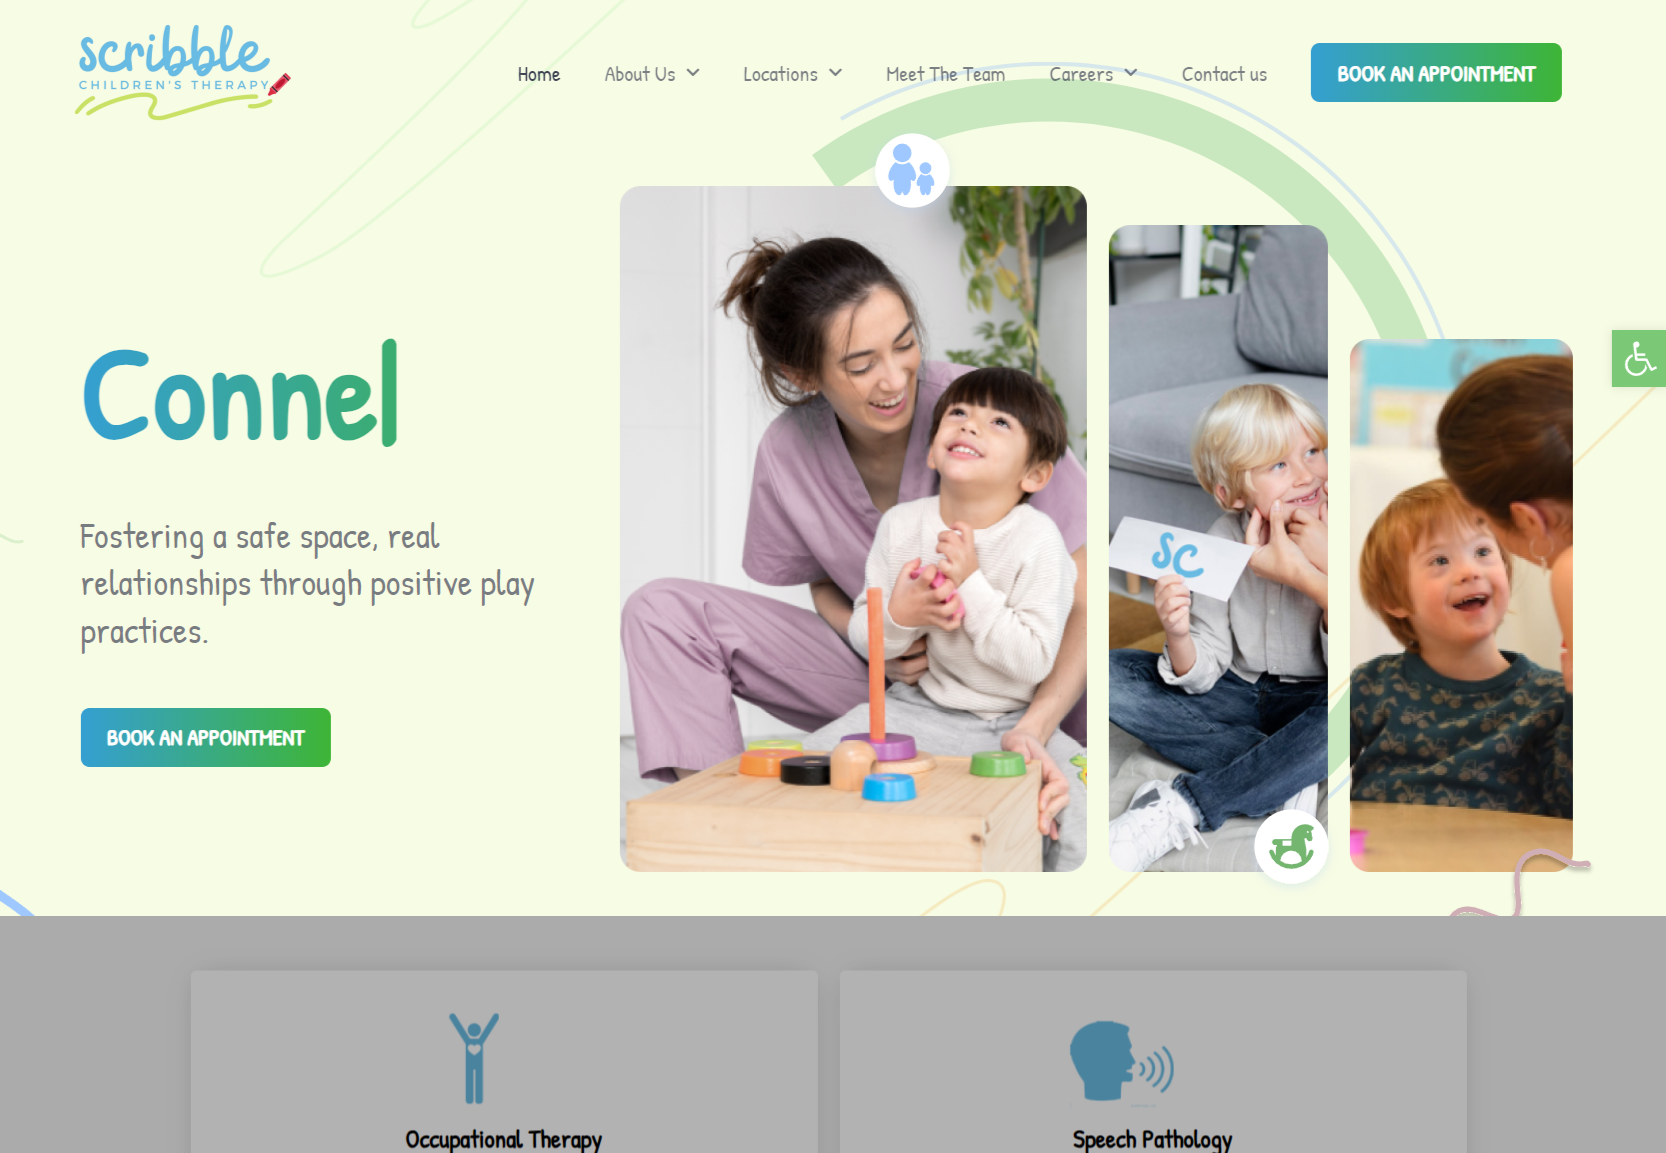 scribble
CHILDREN'S THERAPY
Home
About Us
Locations
Meet The Team
Careers
Contact us
BOOK AN APPOINTMENT
Connel
Fostering a safe space, real
relationships through positive play
practices.
BOOK AN APPOINTMENT
SC
Occupational Therapy
Speech Pathology